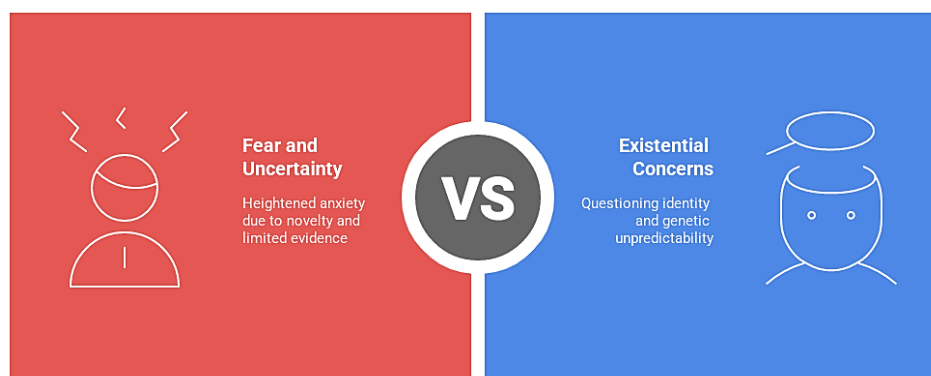 Fear and
Uncertainty
Heightened anxiety
due to novelty and
limited evidence
VS
Existential
Concerns
Questioning identity
and genetic
unpredictability